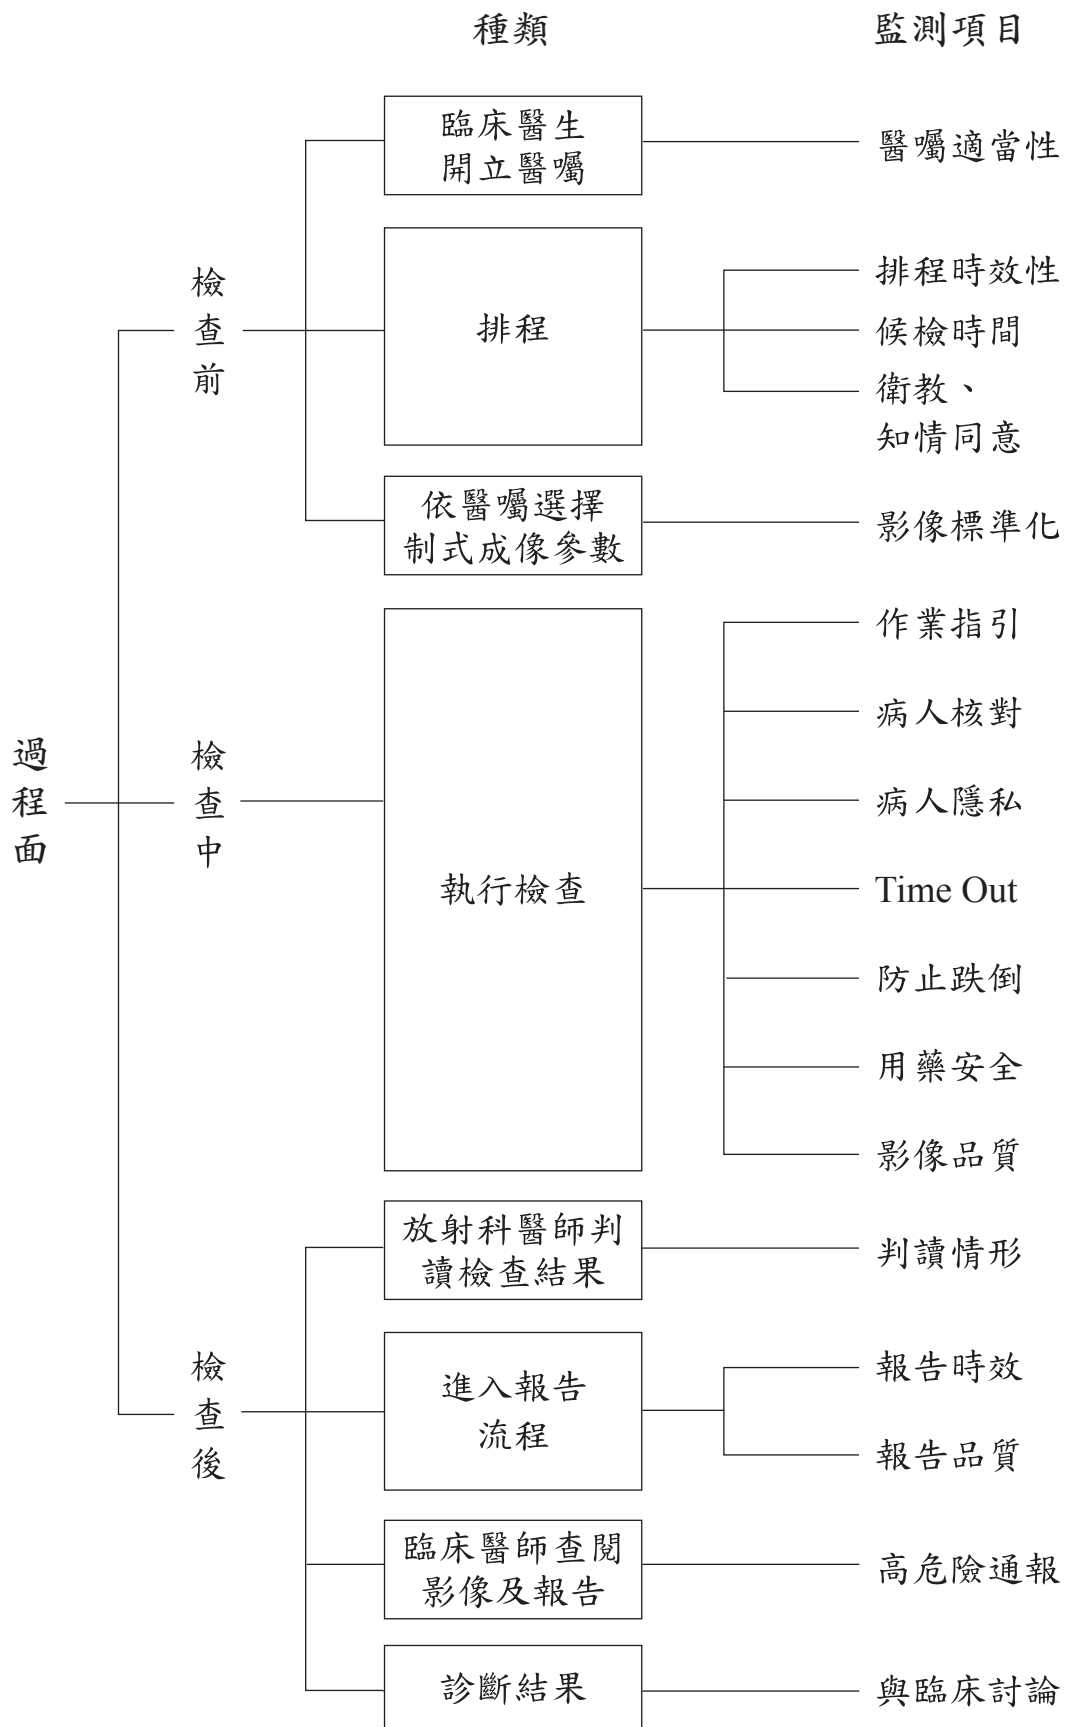 種類
監測項目
過程面
檢查前
臨床醫生
開立醫囑
醫囑適當性
排程
排程時效性
候檢時間
衛教、
知情同意
依醫囑選擇
制式成像參數
影像標準化
檢查中
執行檢查
作業指引
病人核對
病人隱私
Time Out
防止跌倒
用藥安全
影像品質
檢查後
放射科醫師判
讀檢查結果
判讀情形
進入報告
流程
報告時效
報告品質
臨床醫師查閱
影像及報告
高危險通報
診斷結果
與臨床討論